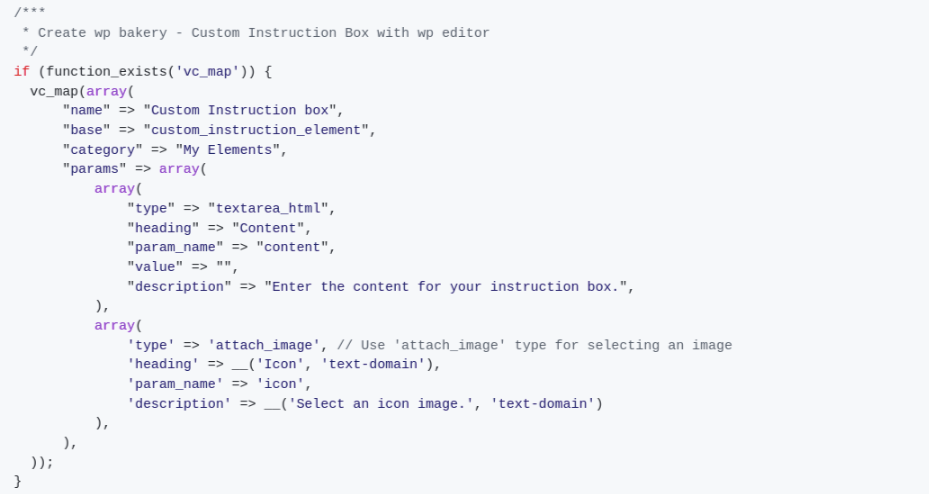 /***
 * Create wp bakery - Custom Instruction Box with wp editor
 */
if (function_exists('vc_map')) {
  vc_map(array(
      "name" => "Custom Instruction box",
      "base" => "custom_instruction_element",
      "category" => "My Elements",
      "params" => array(
          array(
              "type" => "textarea_html",
              "heading" => "Content",
              "param_name" => "content",
              "value" => "",
              "description" => "Enter the content for your instruction box.",
          ),
          array(
              'type' => 'attach_image', // Use 'attach_image' type for selecting an image
              'heading' => __('Icon', 'text-domain'),
              'param_name' => 'icon',
              'description' => __('Select an icon image.', 'text-domain')
          ),
      ),
  ));
}